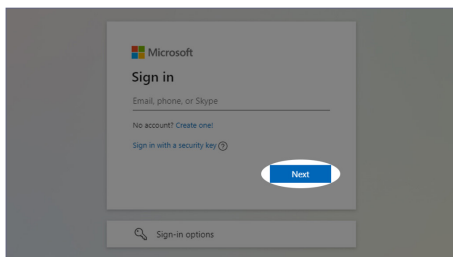 Microsoft
Sign in
Email, phone, or Skype
No account? Create one!
Sign in with a security key
Next
Sign-in options